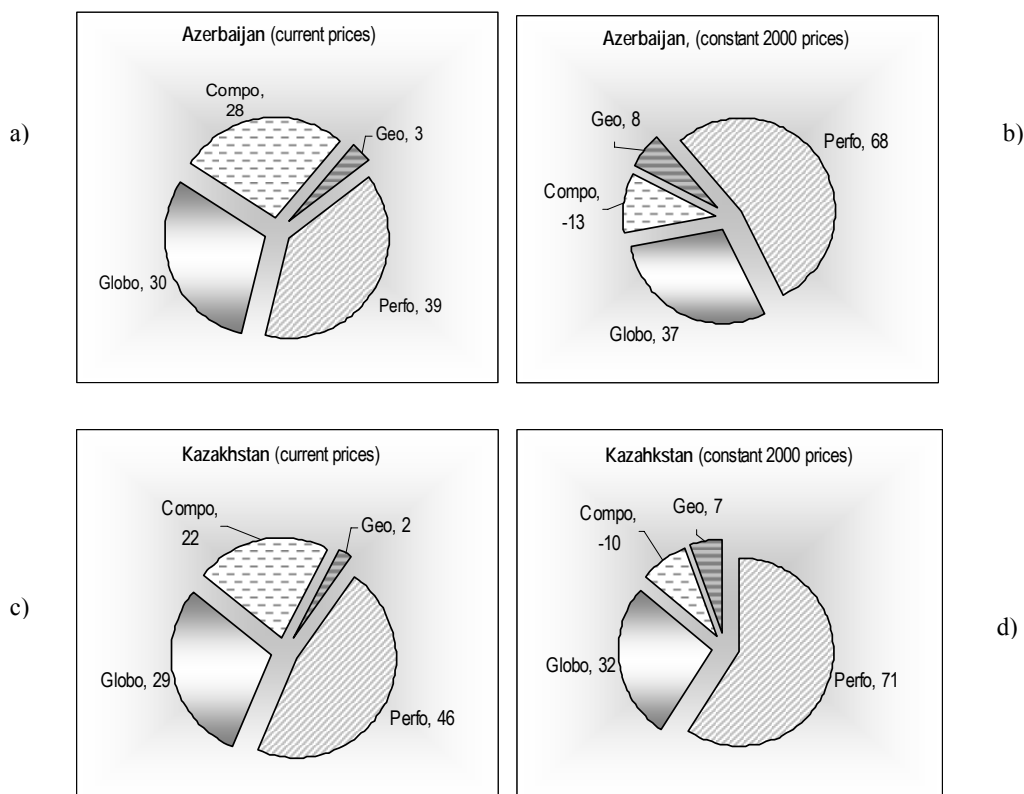 a)
Azerbaijan (current prices)
Compo,
28
Geo, 3
Globo, 30
Perfo, 39
b)
Azerbaijan, (constant 2000 prices)
Geo, 8
Perfo, 68
Compo,
-13
Globo, 37
c)
Kazakhstan (current prices)
Compo,
22
Geo, 2
Globo, 29
Perfo, 46
d)
Kazahkstan (constant 2000 prices)
Compo,
-10
Geo, 7
Globo, 32
Perfo, 71